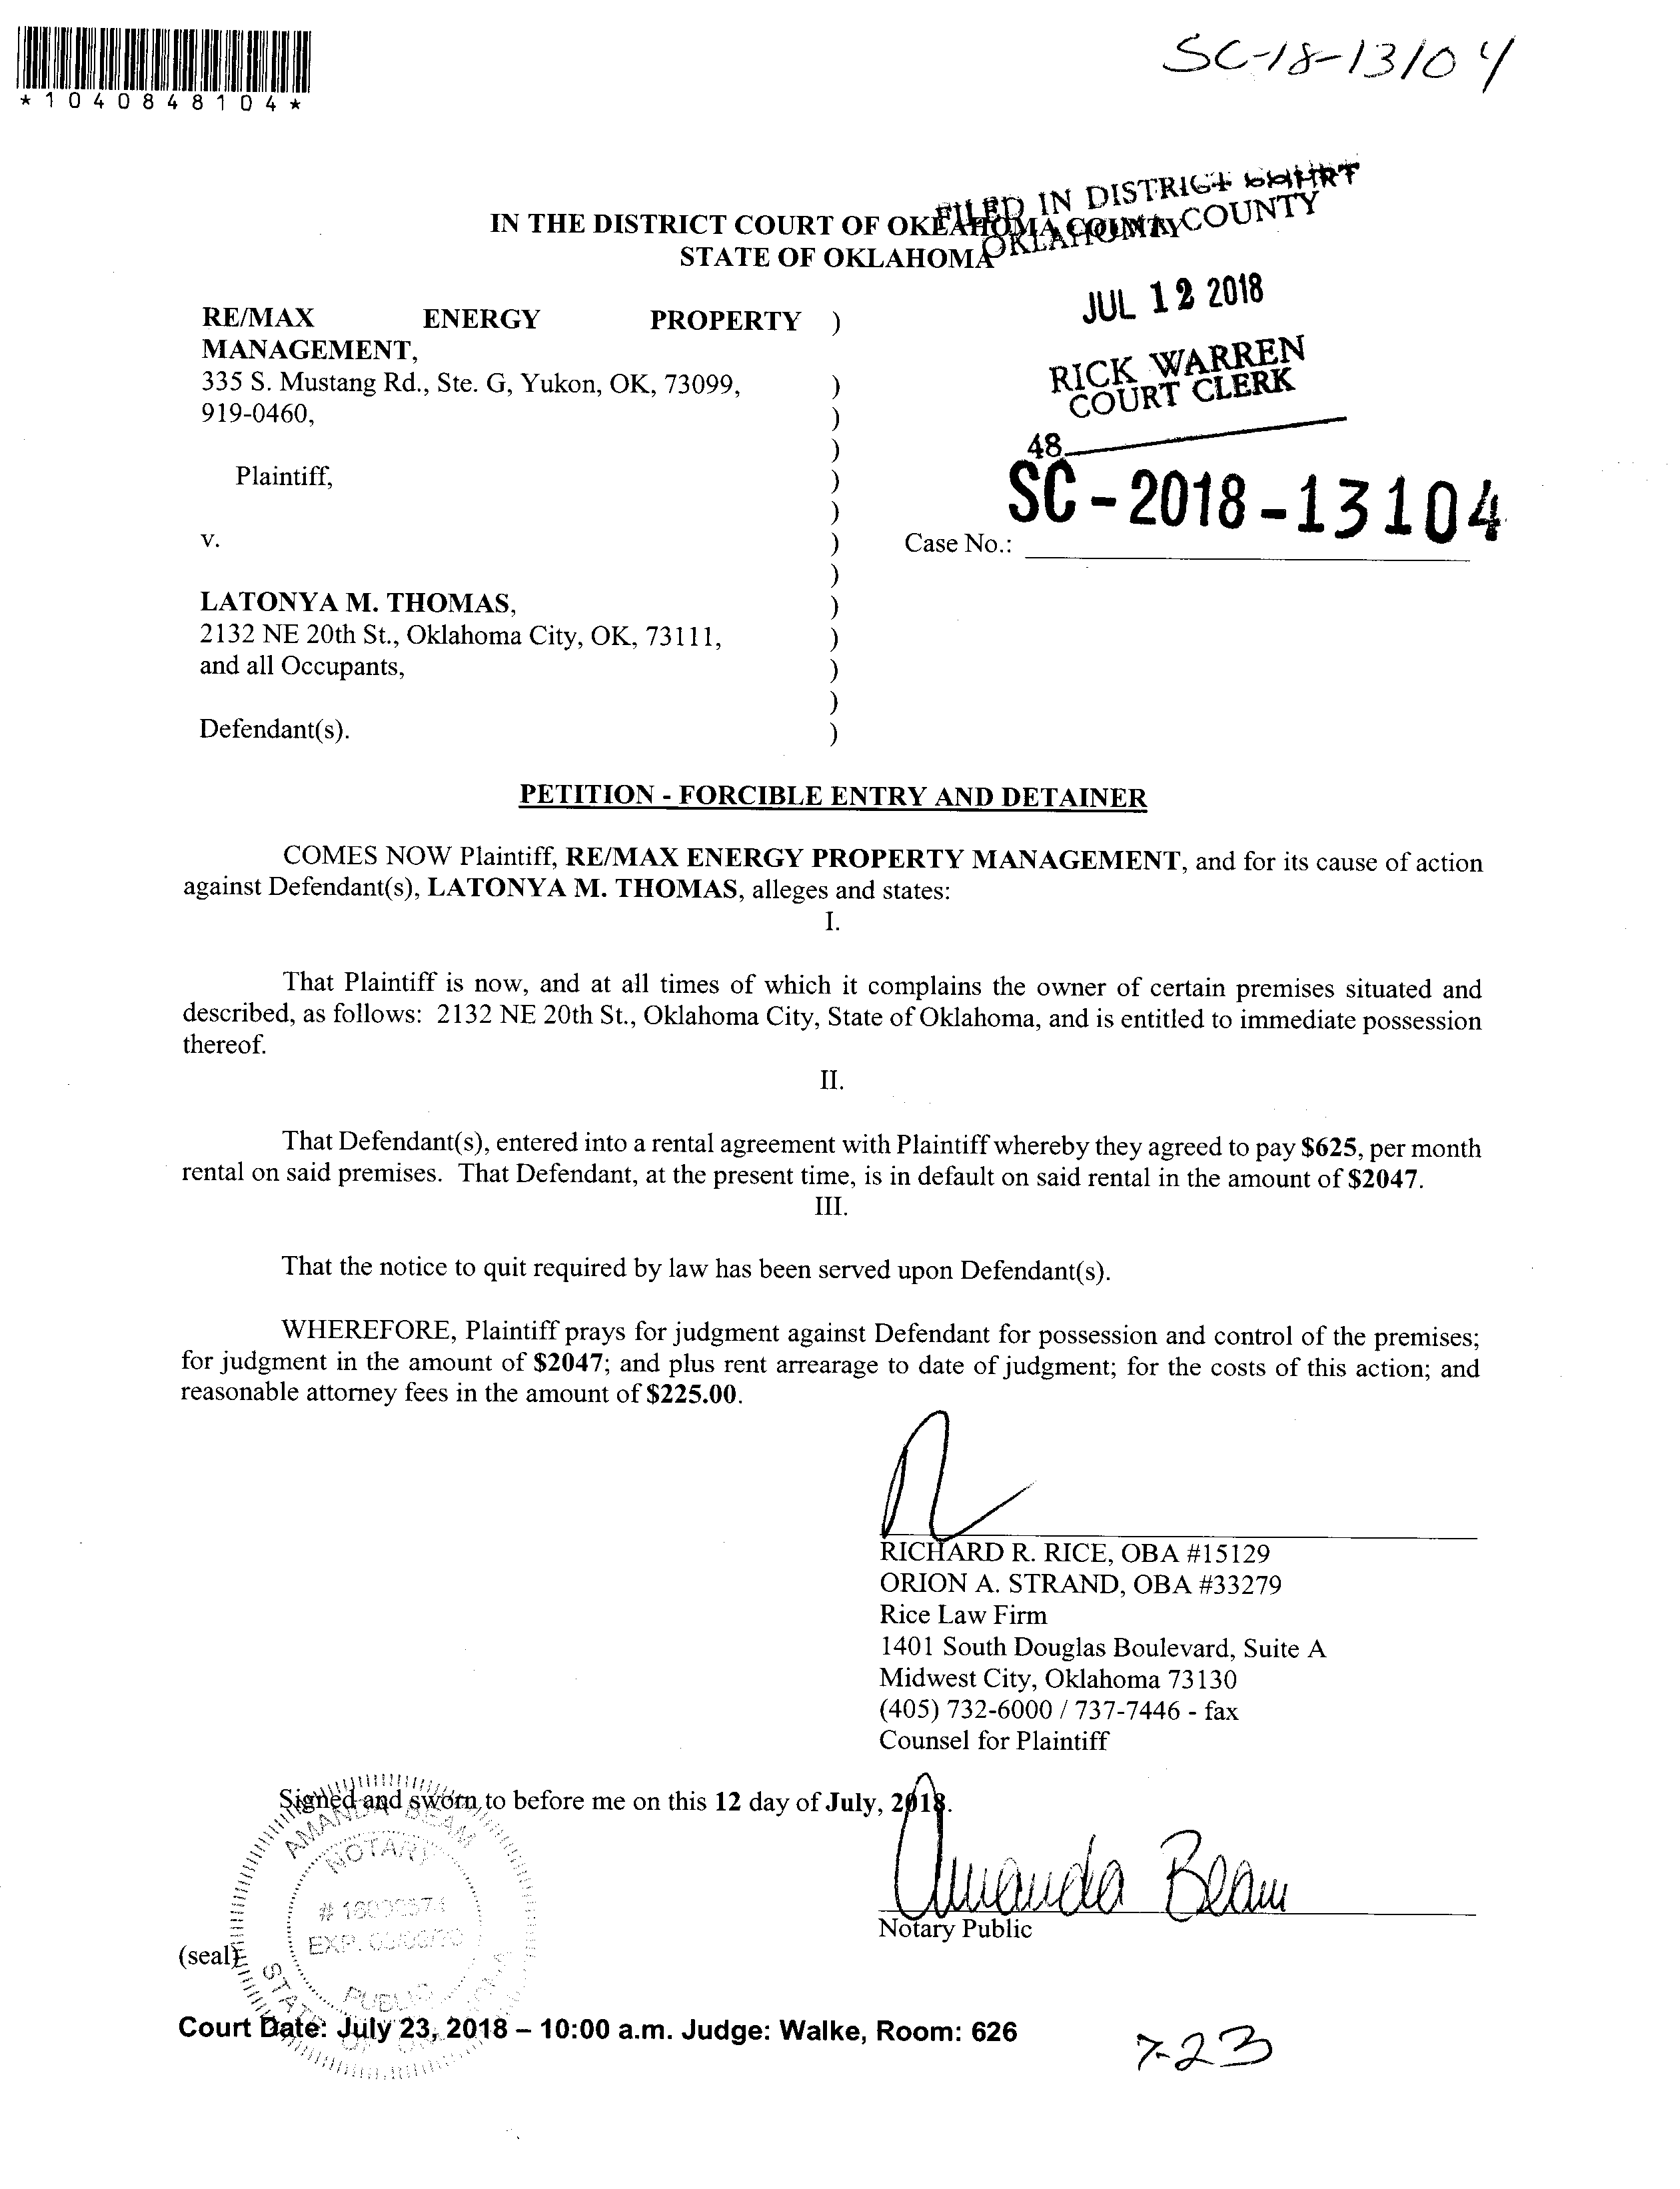 *1040848104*
SC-18-13104
FILED IN DISTRICT COURT
OKLAHOMA COUNTY
IN THE DISTRICT COURT OF OKLAHOMA COUNTY
STATE OF OKLAHOMA
JUL 12 2018
RICK WARREN
COURT CLERK
48
SC-2018-13104
RE/MAX ENERGY PROPERTY )
MANAGEMENT,
335 S. Mustang Rd., Ste. G, Yukon, OK, 73099, )
919-0460, )
)
Plaintiff, )
)
v. ) Case No.:
)
LATONYA M. THOMAS, )
2132 NE 20th St., Oklahoma City, OK, 73111, )
and all Occupants, )
)
Defendant(s). )
PETITION - FORCIBLE ENTRY AND DETAINER
COMES NOW Plaintiff, RE/MAX ENERGY PROPERTY MANAGEMENT, and for its cause of action
against Defendant(s), LATONYA M. THOMAS, alleges and states:
I.
That Plaintiff is now, and at all times of which it complains the owner of certain premises situated and
described, as follows: 2132 NE 20th St., Oklahoma City, State of Oklahoma, and is entitled to immediate possession
thereof.
II.
That Defendant(s), entered into a rental agreement with Plaintiff whereby they agreed to pay $625, per month
rental on said premises. That Defendant, at the present time, is in default on said rental in the amount of $2047.
III.
That the notice to quit required by law has been served upon Defendant(s).
WHEREFORE, Plaintiff prays for judgment against Defendant for possession and control of the premises;
for judgment in the amount of $2047; and plus rent arrearage to date of judgment; for the costs of this action; and
reasonable attorney fees in the amount of $225.00.
RICHARD R. RICE, OBA #15129
ORION A. STRAND, OBA #33279
Rice Law Firm
1401 South Douglas Boulevard, Suite A
Midwest City, Oklahoma 73130
(405) 732-6000 / 737-7446 - fax
Counsel for Plaintiff
Signed and sworn to before me on this 12 day of July, 2018.
AMANDA BEAM
NOTARY
EXP.
PUBLIC
STATE OF
Amanda Beam
Notary Public
(seal)
Court Date: July 23, 2018 – 10:00 a.m. Judge: Walke, Room: 626
7-23